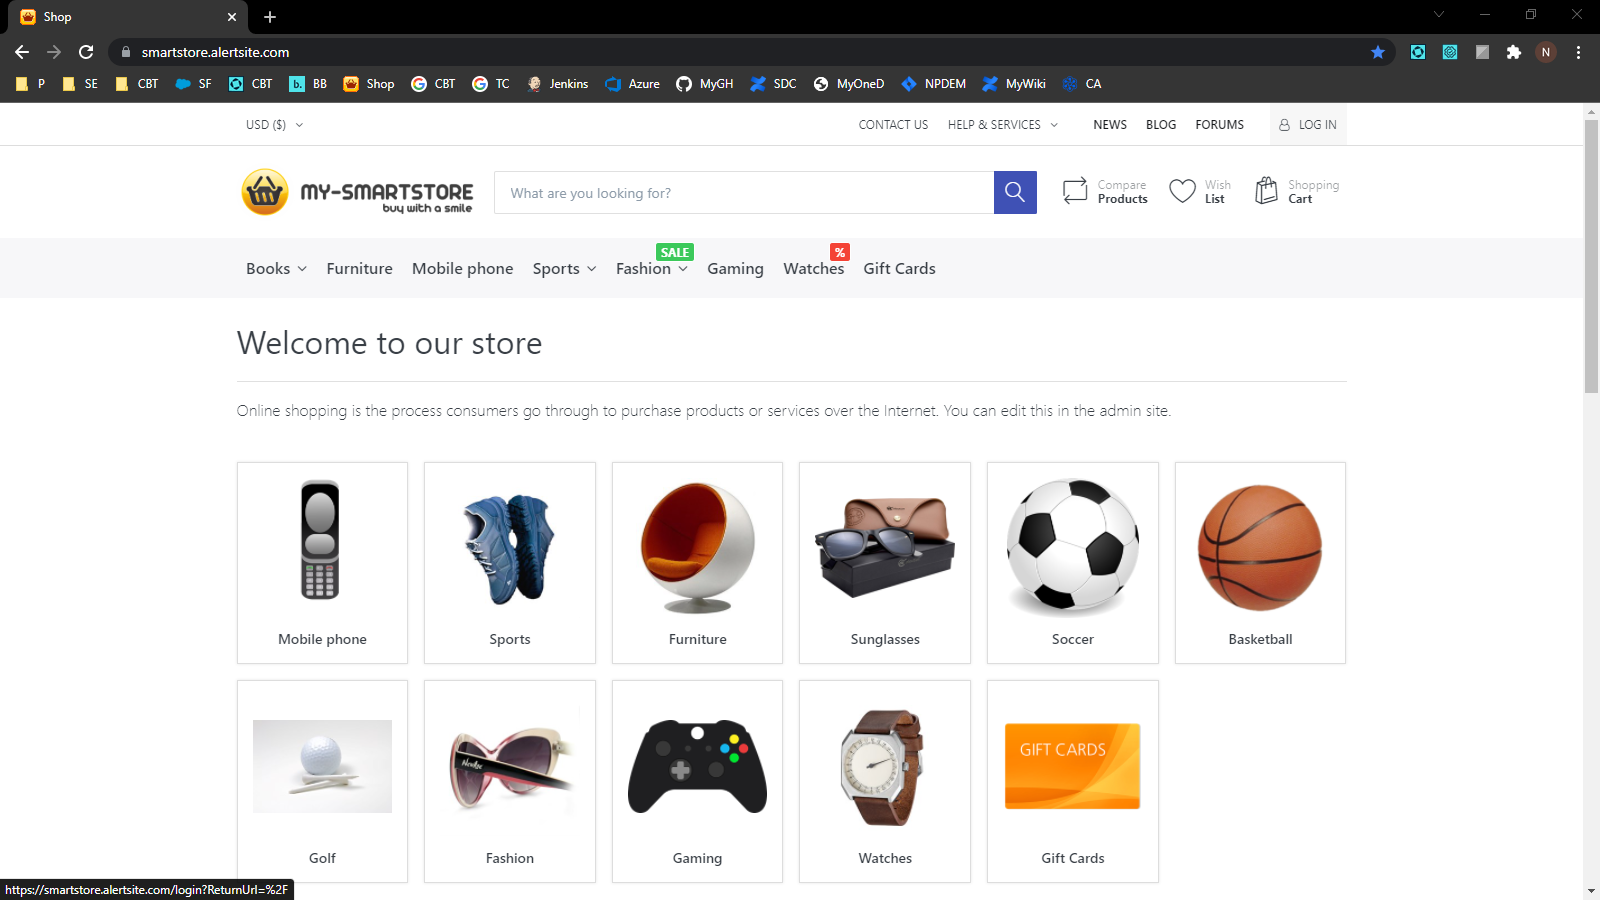 Shop
smartstore.alertsite.com
N
P SE CBT SF CBT BB Shop CBT TC Jenkins Azure MyGH SDC MyOneD NPDEM MyWiki CA
USD ($) CONTACT US HELP & SERVICES NEWS BLOG FORUMS LOG IN
MY-SMARTSTORE
buy with a smile
What are you looking for?
Compare
Products
Wish
List
Shopping
Cart
SALE %
Books Furniture Mobile phone Sports Fashion Gaming Watches Gift Cards
Welcome to our store
Online shopping is the process consumers go through to purchase products or services over the Internet. You can edit this in the admin site.
Mobile phone Sports Furniture Sunglasses Soccer Basketball
GIFT CARDS
Golf Fashion Gaming Watches Gift Cards
https://smartstore.alertsite.com/login?ReturnUrl=%2F